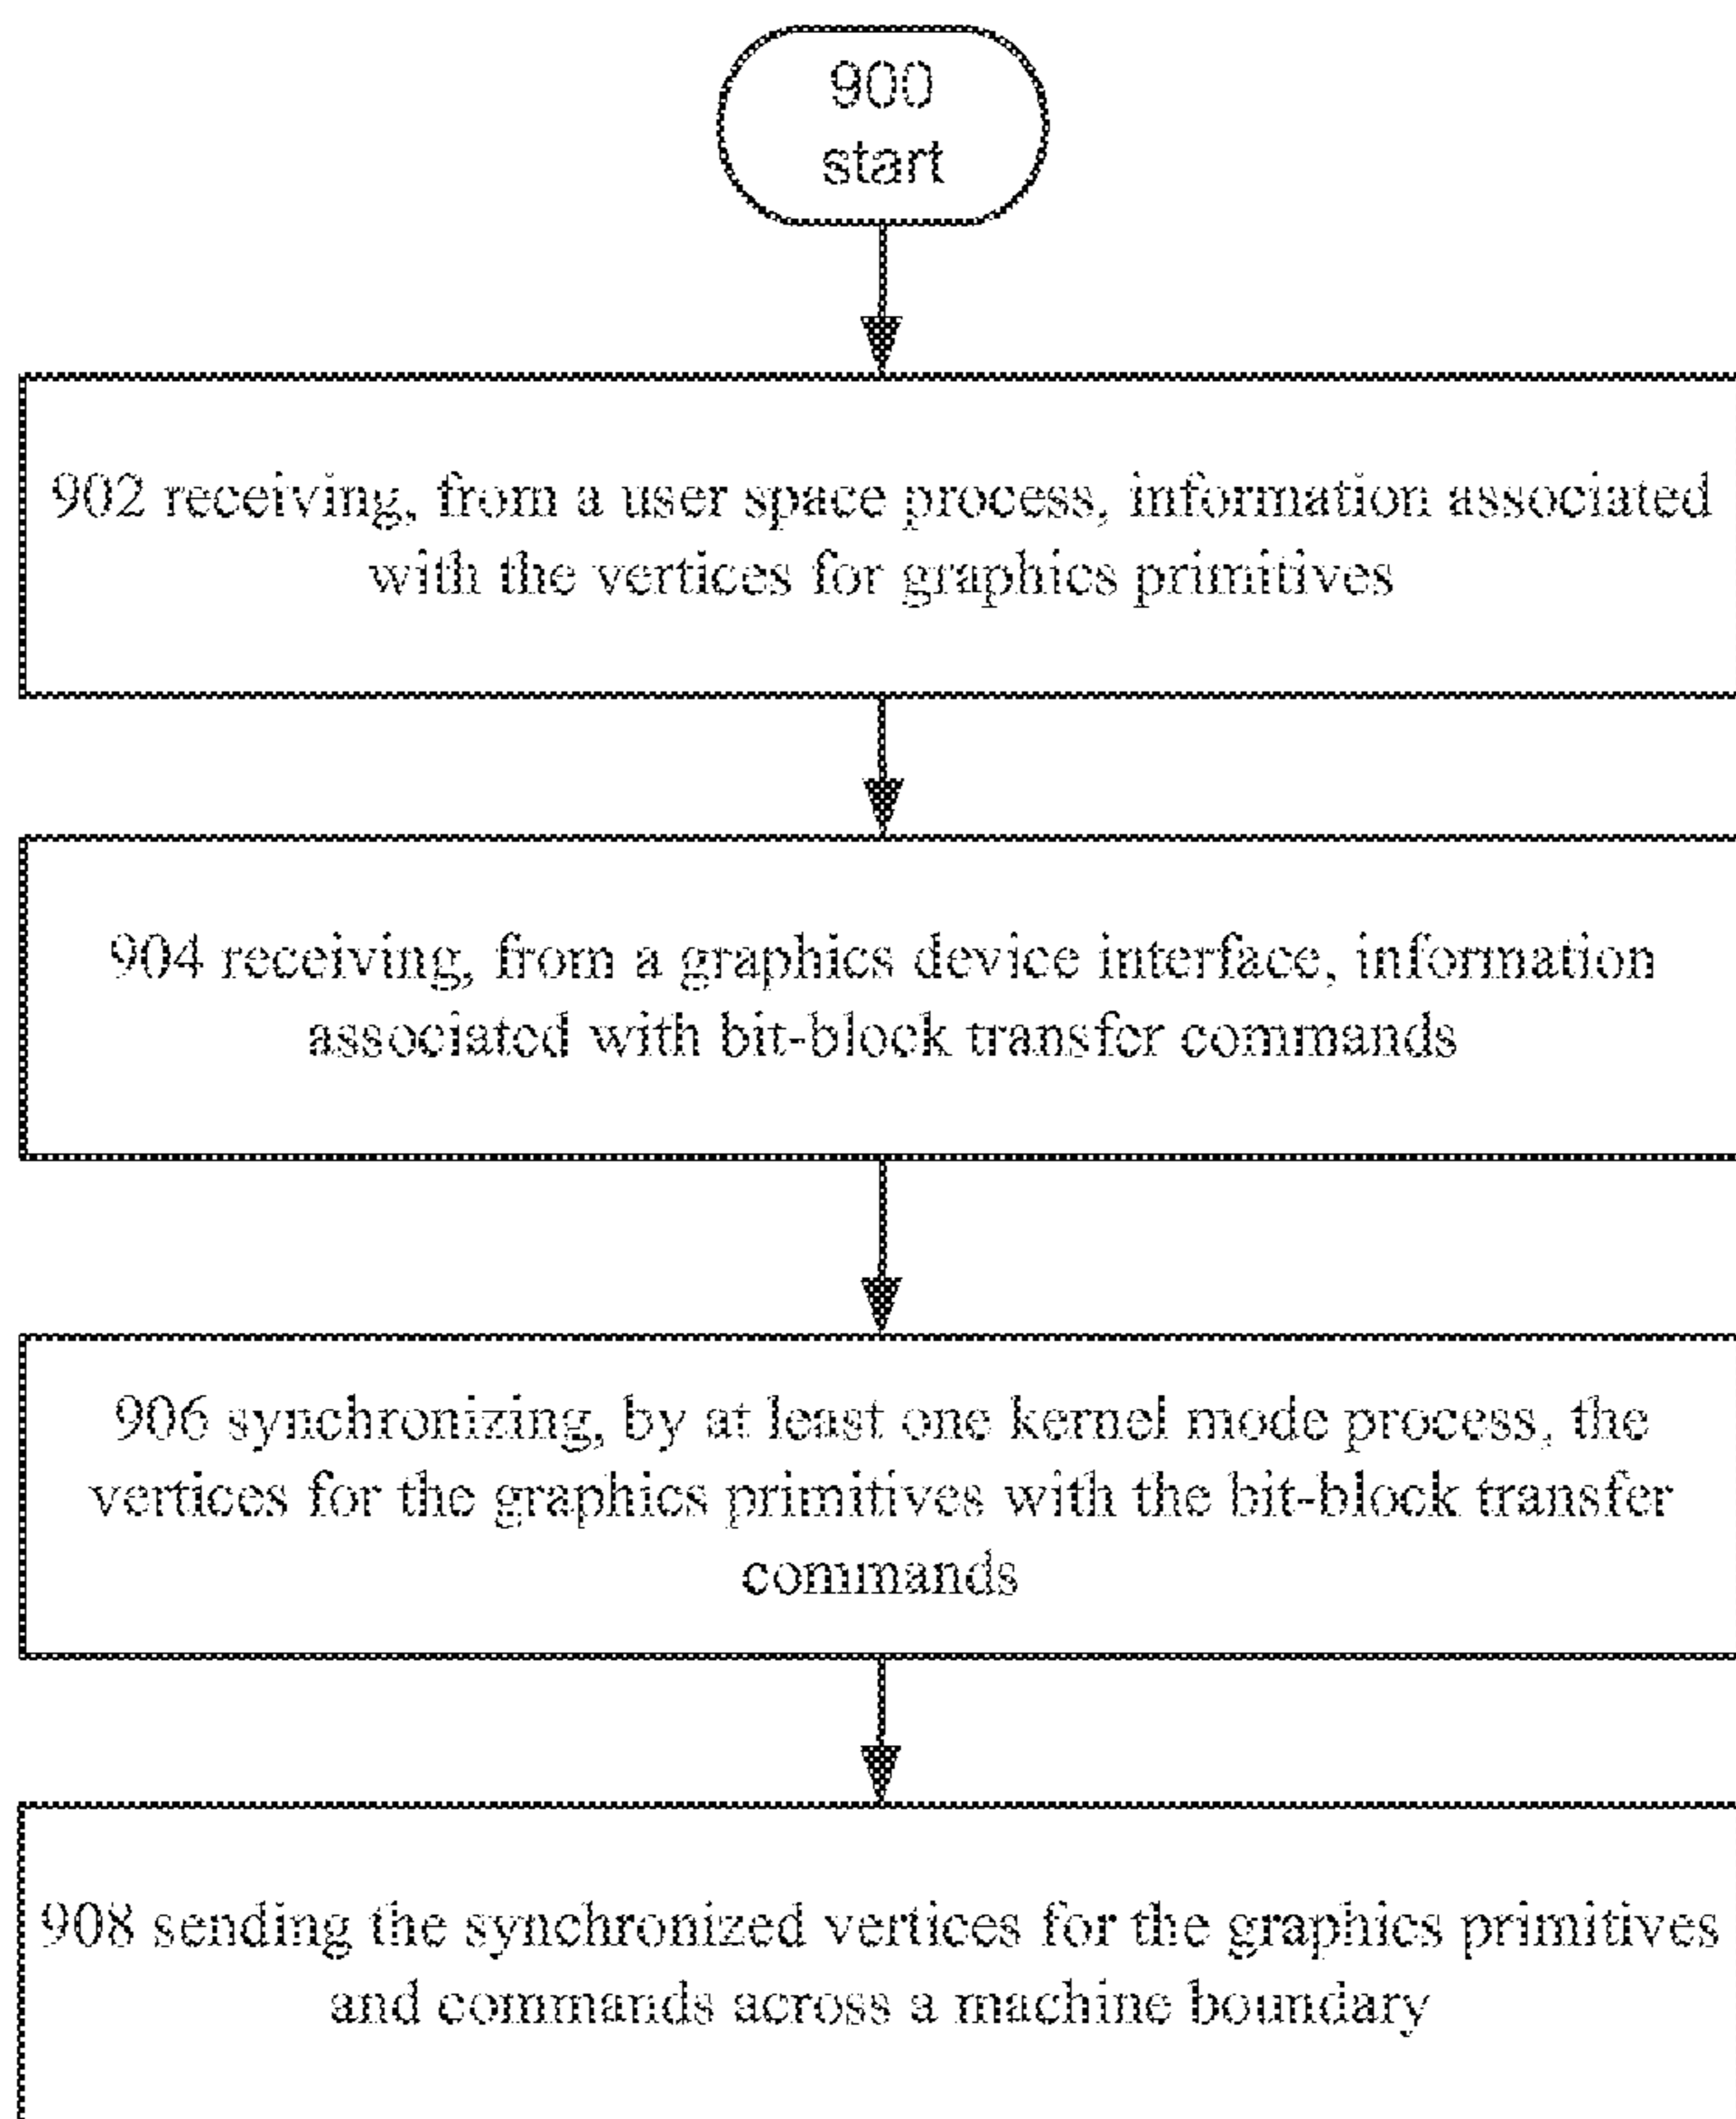 900
start
902 receiving, from a user space process, information associated
with the vertices for graphics primitives
904 receiving, from a graphics device interface, information
associated with bit-block transfer commands
906 synchronizing, by at least one kernel mode process, the
vertices for the graphics primitives with the bit-block transfer
commands
908 sending the synchronized vertices for the graphics primitives
and commands across a machine boundary